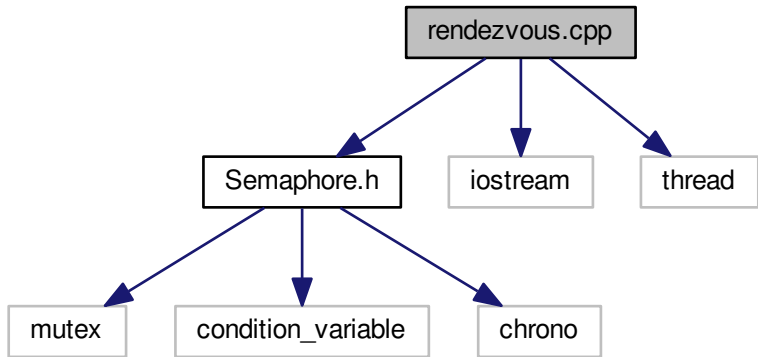 rendezvous.cpp
Semaphore.h
iostream
thread
mutex
condition_variable
chrono